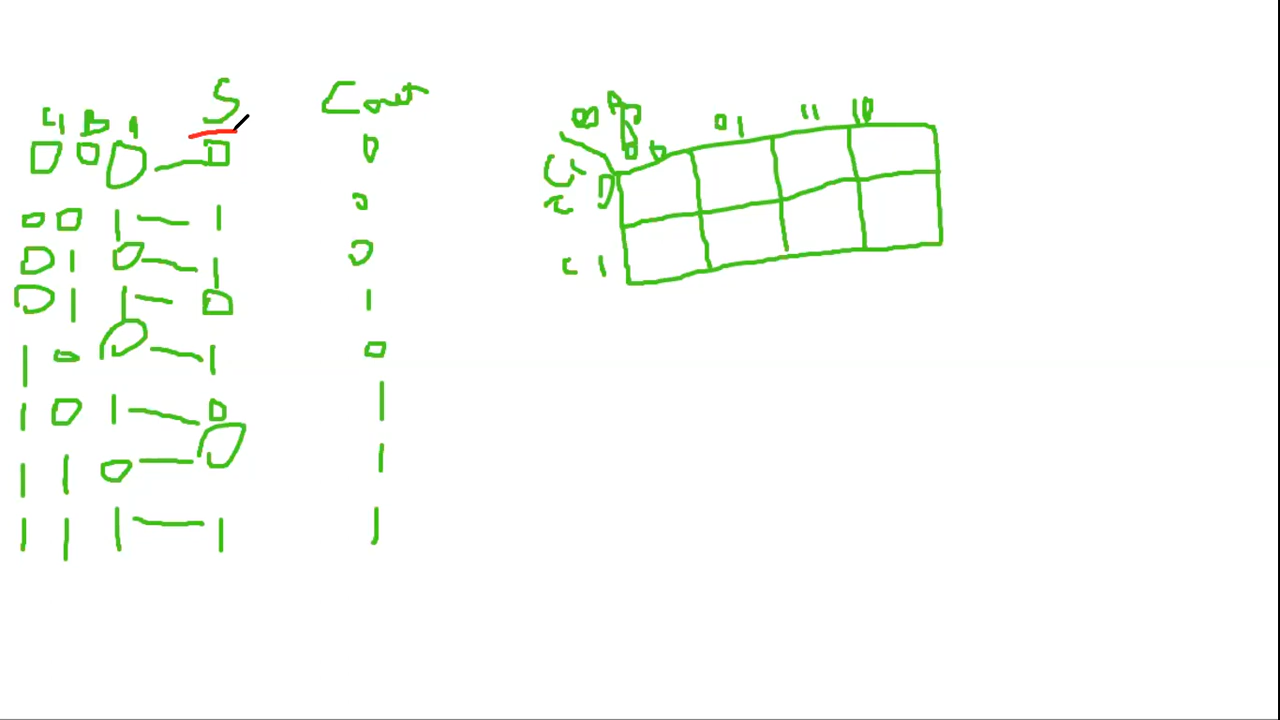 Ci B A S Cout
0 0 0 0 0
0 0 1 1 0
0 1 0 1 0
0 1 1 0 1
1 0 0 1 0
1 0 1 0 1
1 1 0 0 1
1 1 1 1 1
01 11 10
Ci 0
1